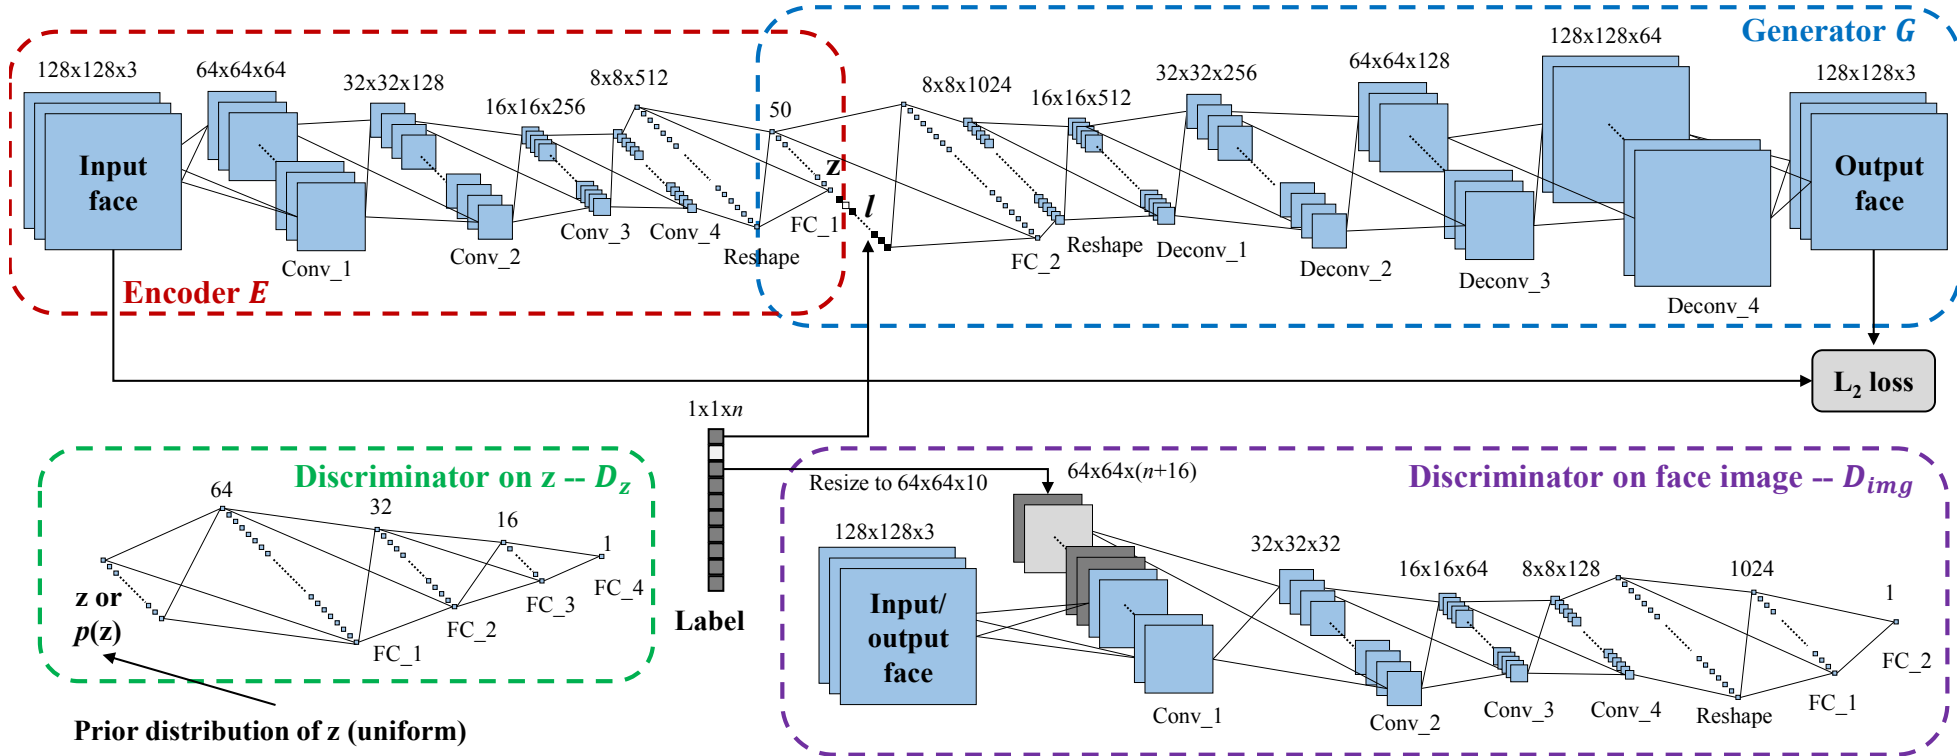 Generator G
128x128x3
64x64x64
32x32x128
16x16x256
8x8x512
50
8x8x1024
16x16x512
32x32x256
64x64x128
128x128x64
128x128x3
Input
face
z
l
Output
face
Conv_1
Conv_2
Conv_3
Conv_4
Reshape
FC_1
FC_2
Reshape
Deconv_1
Deconv_2
Deconv_3
Deconv_4
Encoder E
L₂ loss
1x1xn
Label
Discriminator on z -- D_z
64
32
16
1
z or
p(z)
FC_1
FC_2
FC_3
FC_4
Prior distribution of z (uniform)
Discriminator on face image -- D_img
Resize to 64x64x10
64x64x(n+16)
128x128x3
32x32x32
16x16x64
8x8x128
1024
1
Input/
output
face
Conv_1
Conv_2
Conv_3
Conv_4
Reshape
FC_1
FC_2